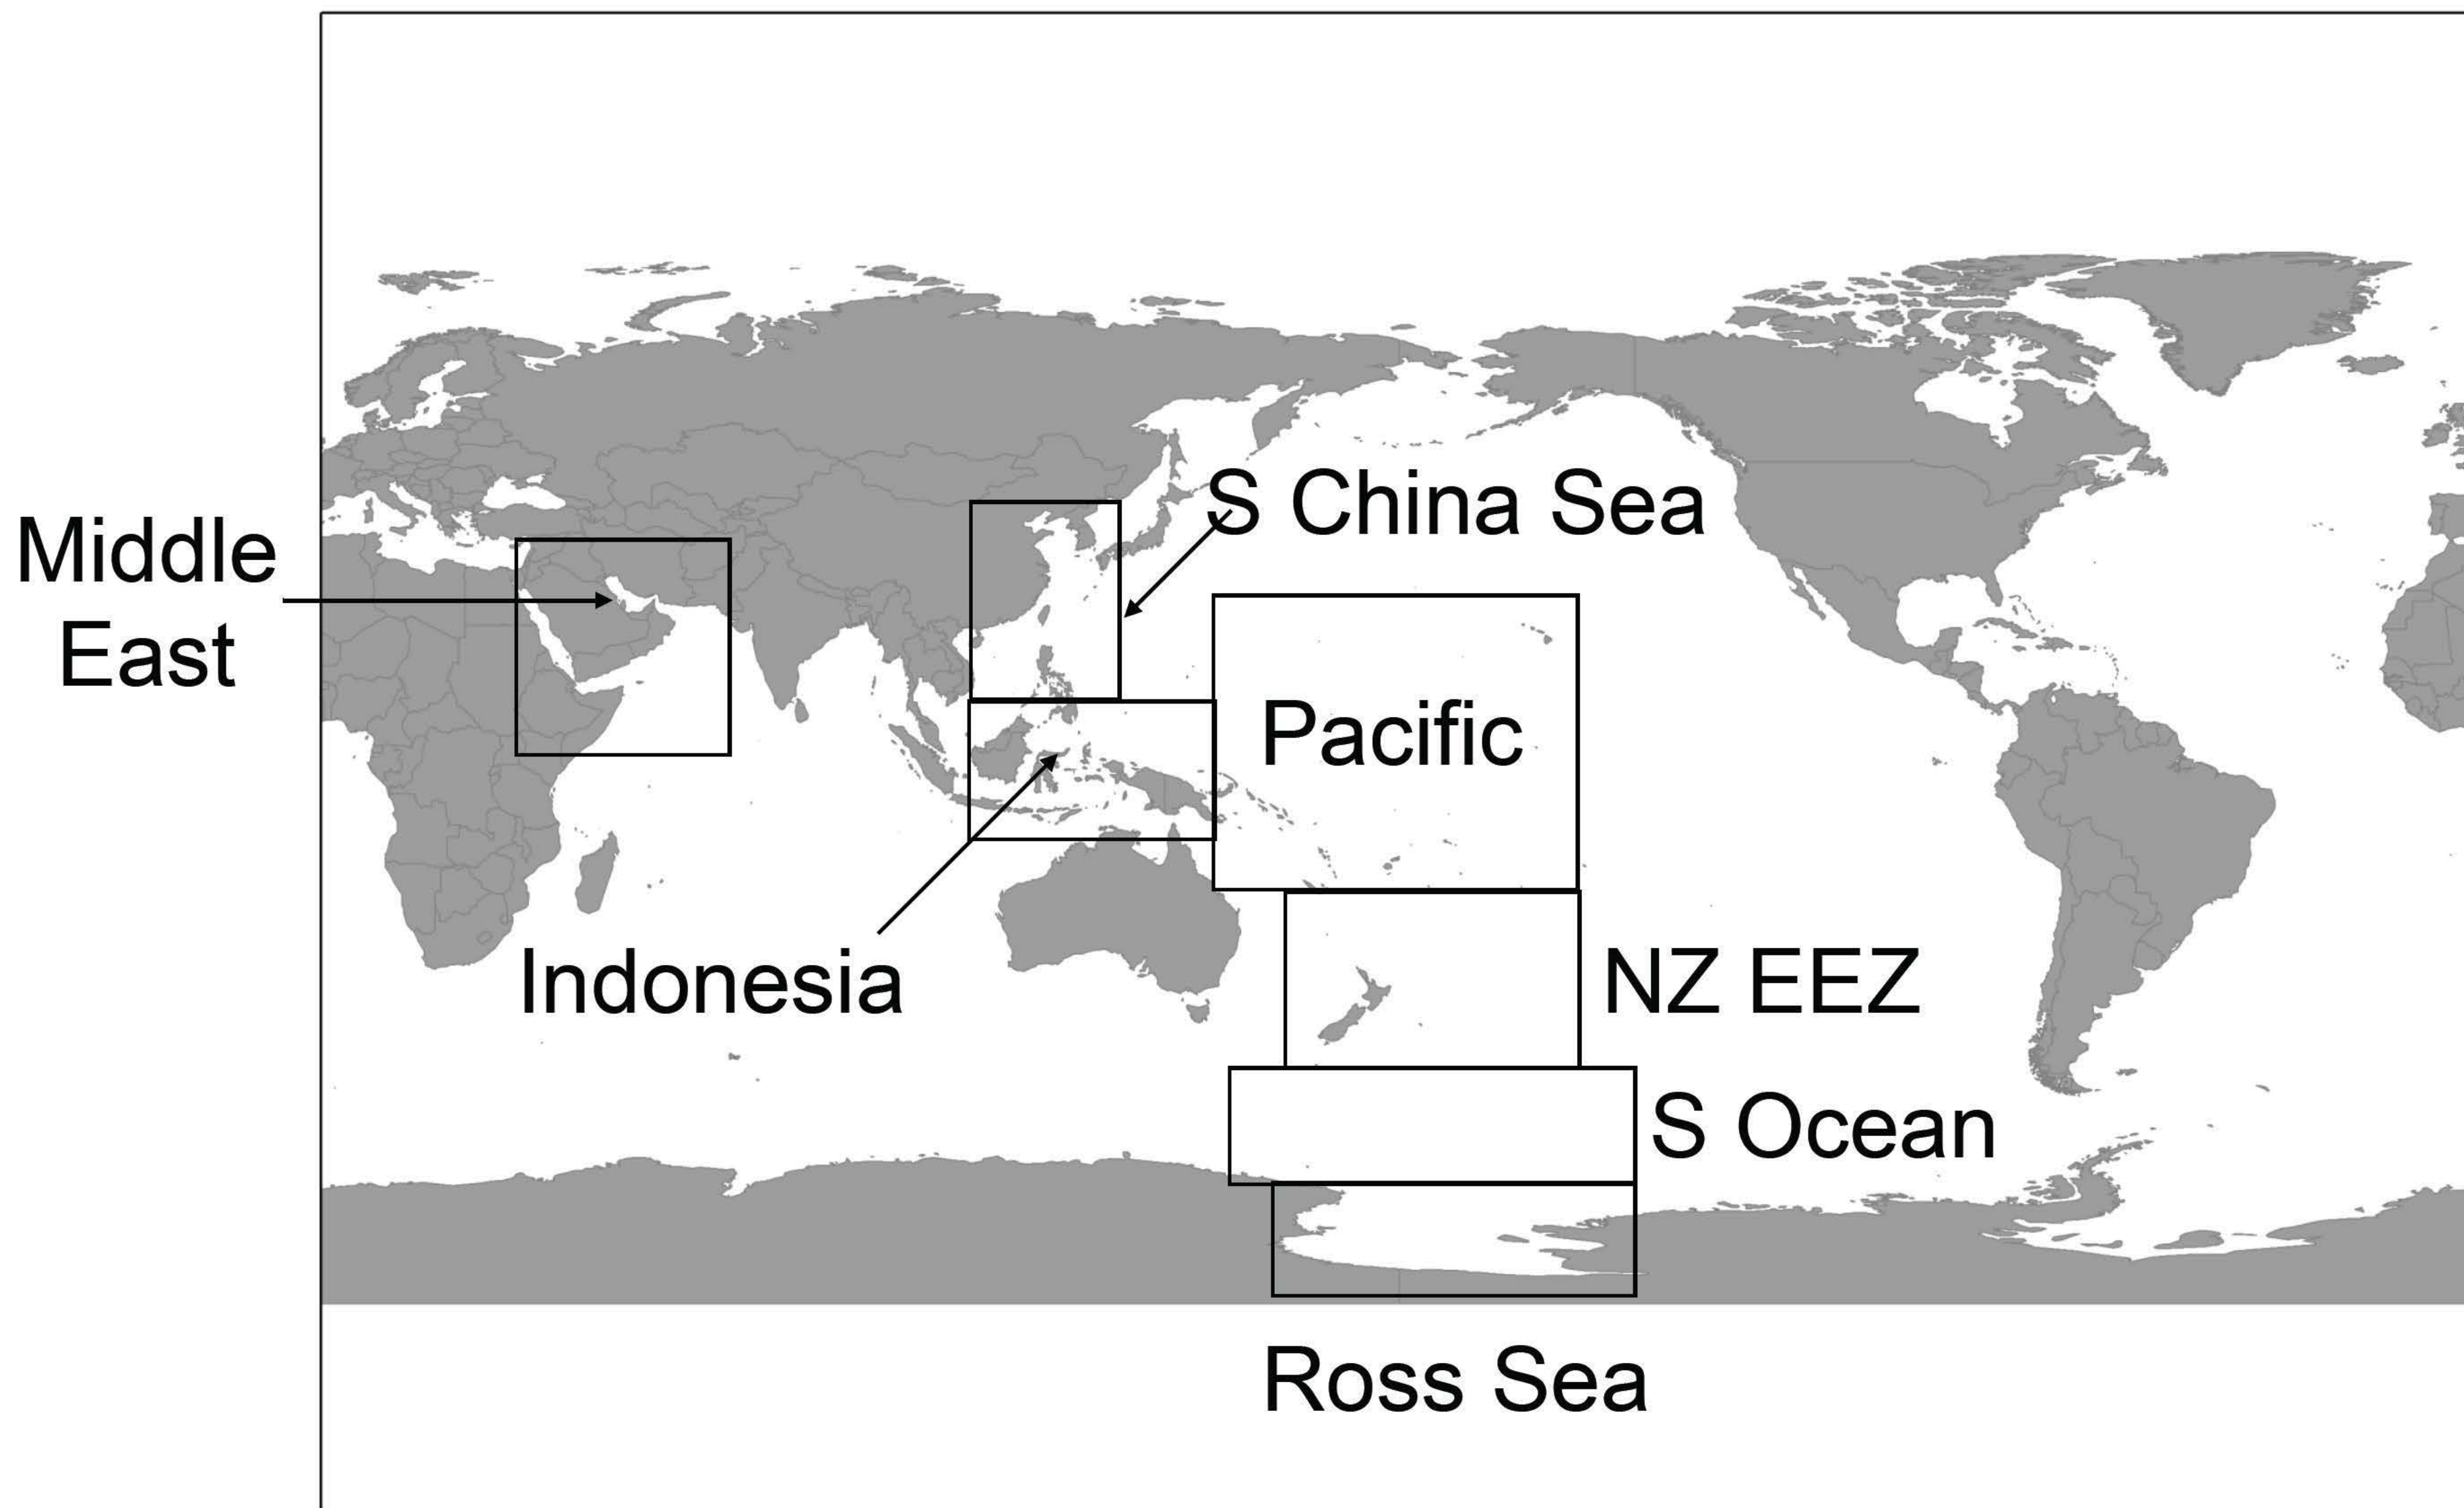 S China Sea
Middle
East
Pacific
Indonesia
NZ EEZ
S Ocean
Ross Sea